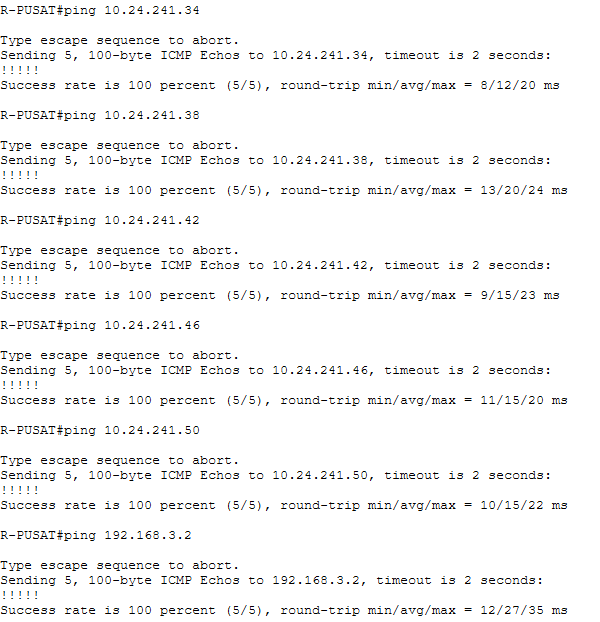 R-PUSAT#ping 10.24.241.34
Type escape sequence to abort.
Sending 5, 100-byte ICMP Echos to 10.24.241.34, timeout is 2 seconds:
!!!!!
Success rate is 100 percent (5/5), round-trip min/avg/max = 8/12/20 ms
R-PUSAT#ping 10.24.241.38
Type escape sequence to abort.
Sending 5, 100-byte ICMP Echos to 10.24.241.38, timeout is 2 seconds:
!!!!!
Success rate is 100 percent (5/5), round-trip min/avg/max = 13/20/24 ms
R-PUSAT#ping 10.24.241.42
Type escape sequence to abort.
Sending 5, 100-byte ICMP Echos to 10.24.241.42, timeout is 2 seconds:
!!!!!
Success rate is 100 percent (5/5), round-trip min/avg/max = 9/15/23 ms
R-PUSAT#ping 10.24.241.46
Type escape sequence to abort.
Sending 5, 100-byte ICMP Echos to 10.24.241.46, timeout is 2 seconds:
!!!!!
Success rate is 100 percent (5/5), round-trip min/avg/max = 11/15/20 ms
R-PUSAT#ping 10.24.241.50
Type escape sequence to abort.
Sending 5, 100-byte ICMP Echos to 10.24.241.50, timeout is 2 seconds:
!!!!!
Success rate is 100 percent (5/5), round-trip min/avg/max = 10/15/22 ms
R-PUSAT#ping 192.168.3.2
Type escape sequence to abort.
Sending 5, 100-byte ICMP Echos to 192.168.3.2, timeout is 2 seconds:
!!!!!
Success rate is 100 percent (5/5), round-trip min/avg/max = 12/27/35 ms